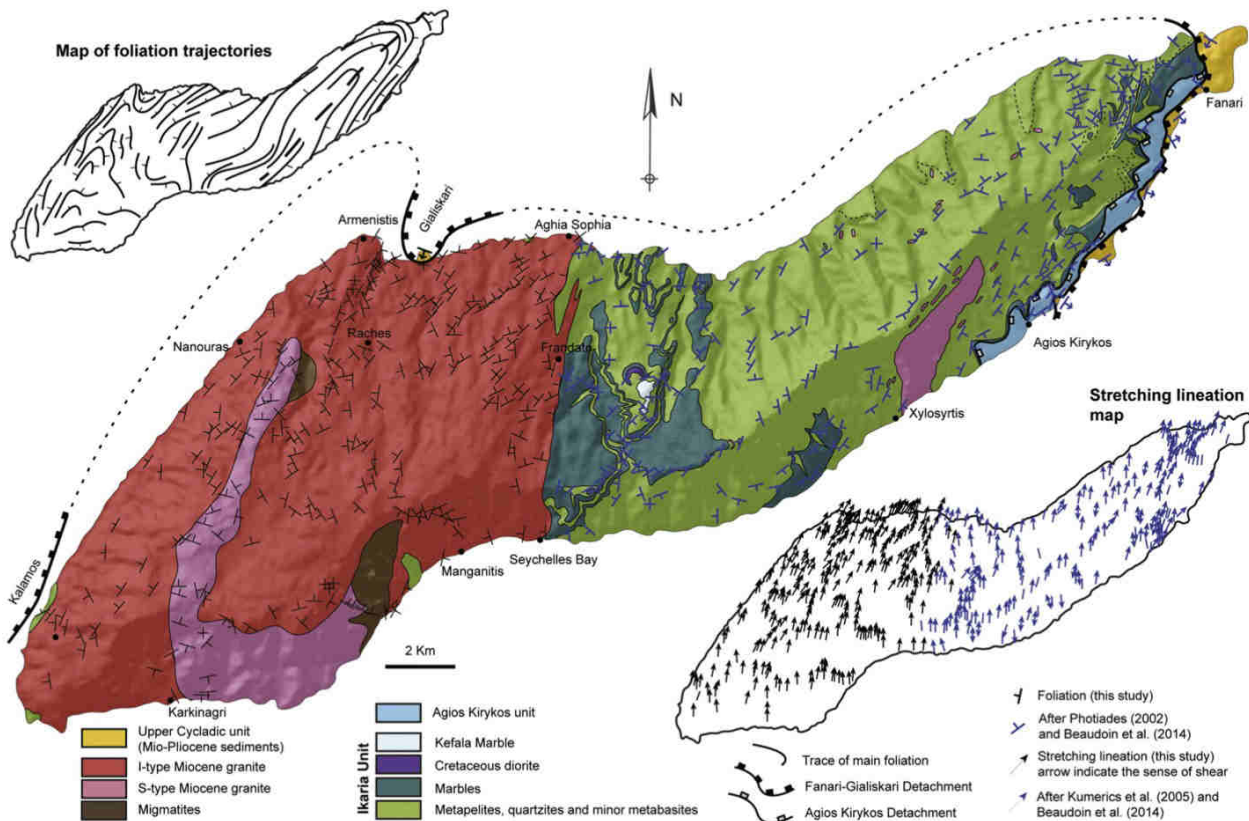 Map of foliation trajectories
N
Fanari
Armenistis
Gialiskari
Aghia Sophia
Nanouras
Raches
Frandato
Agios Kirykos
Xylosyrtis
Stretching lineation
map
Kalamos
Manganitis
Seychelles Bay
2 Km
Karkinagri
Upper Cycladic unit
(Mio-Pliocene sediments)
I-type Miocene granite
S-type Miocene granite
Migmatites
Ikaria Unit
Agios Kirykos unit
Kefala Marble
Cretaceous diorite
Marbles
Metapelites, quartzites and minor metabasites
Trace of main foliation
Fanari-Gialiskari Detachment
Agios Kirykos Detachment
Foliation (this study)
After Photiades (2002)
and Beaudoin et al. (2014)
Stretching lineation (this study)
arrow indicate the sense of shear
After Kumerics et al. (2005) and
Beaudoin et al. (2014)